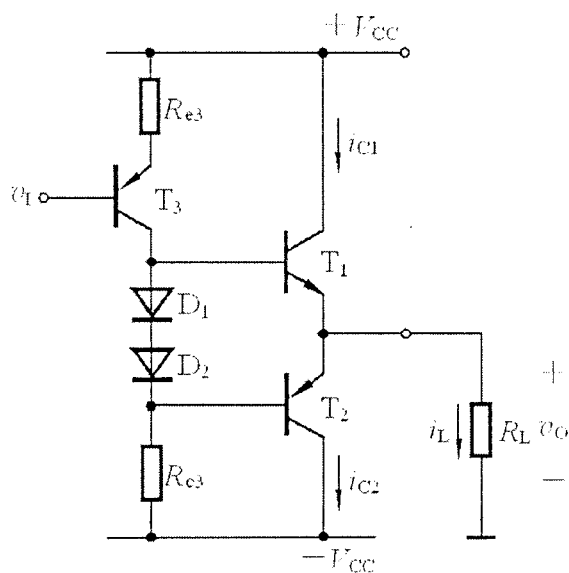 +VCC
Re3
iC1
vI
T3
T1
D1
D2
T2
iL
RL
+
vO
−
Re3
iC2
−VCC